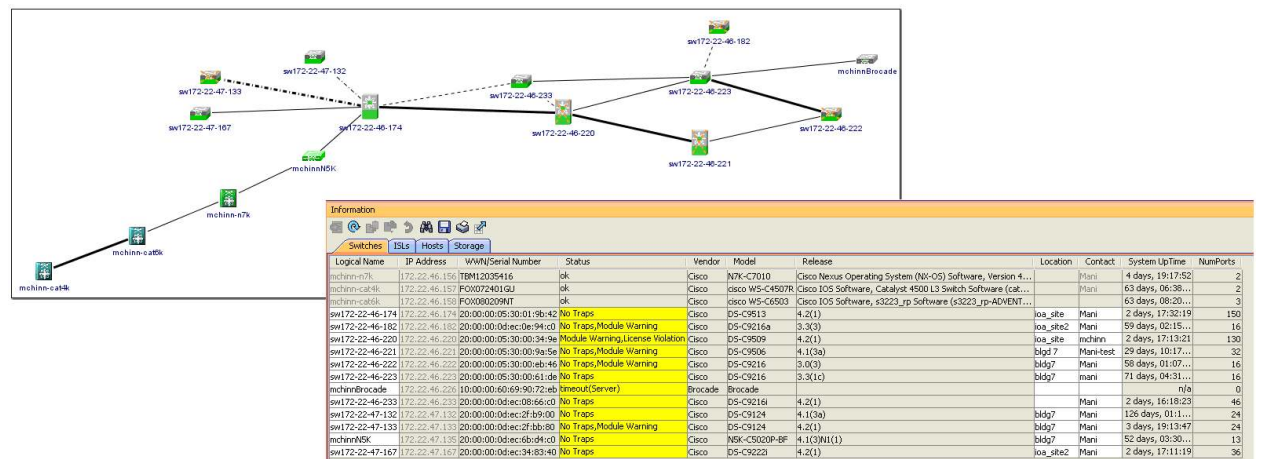 sw172-22-46-182
sw172-22-47-132
mchinnBrocade
sw172-22-47-133
sw172-22-46-233
sw172-22-46-223
sw172-22-47-167
sw172-22-46-174
sw172-22-46-220
sw172-22-46-222
sw172-22-46-221
mchinnN5K
mchinn-n7k
mchinn-cat6k
mchinn-cat4k
Information
Switches ISLs Hosts Storage
Logical Name IP Address WWN/Serial Number Status Vendor Model Release Location Contact System UpTime NumPorts
mchinn-n7k 172.22.46.156 TBM12035416 ok Cisco N7K-C7010 Cisco Nexus Operating System (NX-OS) Software, Version 4... Mani 4 days, 19:17:52 2
mchinn-cat4k 172.22.46.157 FOX072401GU ok Cisco cisco WS-C4507R Cisco IOS Software, Catalyst 4500 L3 Switch Software (cat... Mani 63 days, 06:38... 2
mchinn-cat6k 172.22.46.158 FOX080209NT ok Cisco cisco WS-C6503 Cisco IOS Software, s3223_rp Software (s3223_rp-ADVENT... 63 days, 08:20... 3
sw172-22-46-174 172.22.46.174 20:00:00:05:30:01:9b:42 No Traps Cisco DS-C9513 4.2(1) ioa_site Mani 2 days, 17:32:19 150
sw172-22-46-182 172.22.46.182 20:00:00:0d:ec:0e:94:c0 No Traps,Module Warning Cisco DS-C9216a 3.3(3) ioa_site2 Mani 59 days, 02:15... 16
sw172-22-46-220 172.22.46.220 20:00:00:05:30:00:34:9e Module Warning,License Violation Cisco DS-C9509 4.2(1) ioa_site mchinn 2 days, 17:13:21 130
sw172-22-46-221 172.22.46.221 20:00:00:05:30:00:9a:5e No Traps,Module Warning Cisco DS-C9506 4.1(3a) blgd 7 Mani-test 29 days, 10:17... 32
sw172-22-46-222 172.22.46.222 20:00:00:05:30:00:eb:46 No Traps,Module Warning Cisco DS-C9216 3.0(3) bldg7 Mani 58 days, 01:07... 16
sw172-22-46-223 172.22.46.223 20:00:00:05:30:00:61:de No Traps Cisco DS-C9216 3.3(1c) bldg7 mani 71 days, 04:31... 16
mchinnBrocade 172.22.46.226 10:00:00:60:69:90:72:eb timeout(Server) Brocade Brocade n/a 0
sw172-22-46-233 172.22.46.233 20:00:00:0d:ec:08:66:c0 No Traps Cisco DS-C9216i 4.2(1) Mani 2 days, 16:18:23 46
sw172-22-47-132 172.22.47.132 20:00:00:0d:ec:2f:b9:00 No Traps Cisco DS-C9124 4.1(3a) bldg7 Mani 126 days, 01:1... 24
sw172-22-47-133 172.22.47.133 20:00:00:0d:ec:2f:bb:80 No Traps,Module Warning Cisco DS-C9124 4.2(1) bldg7 Mani 3 days, 19:13:47 24
mchinnN5K 172.22.47.135 20:00:00:0d:ec:6b:d4:c0 No Traps Cisco N5K-C5020P-BF 4.1(3)N1(1) bldg7 Mani 52 days, 03:30... 13
sw172-22-47-167 172.22.47.167 20:00:00:0d:ec:34:83:40 No Traps Cisco DS-C9222i 4.2(1) ioa_site2 Mani 2 days, 17:11:19 36